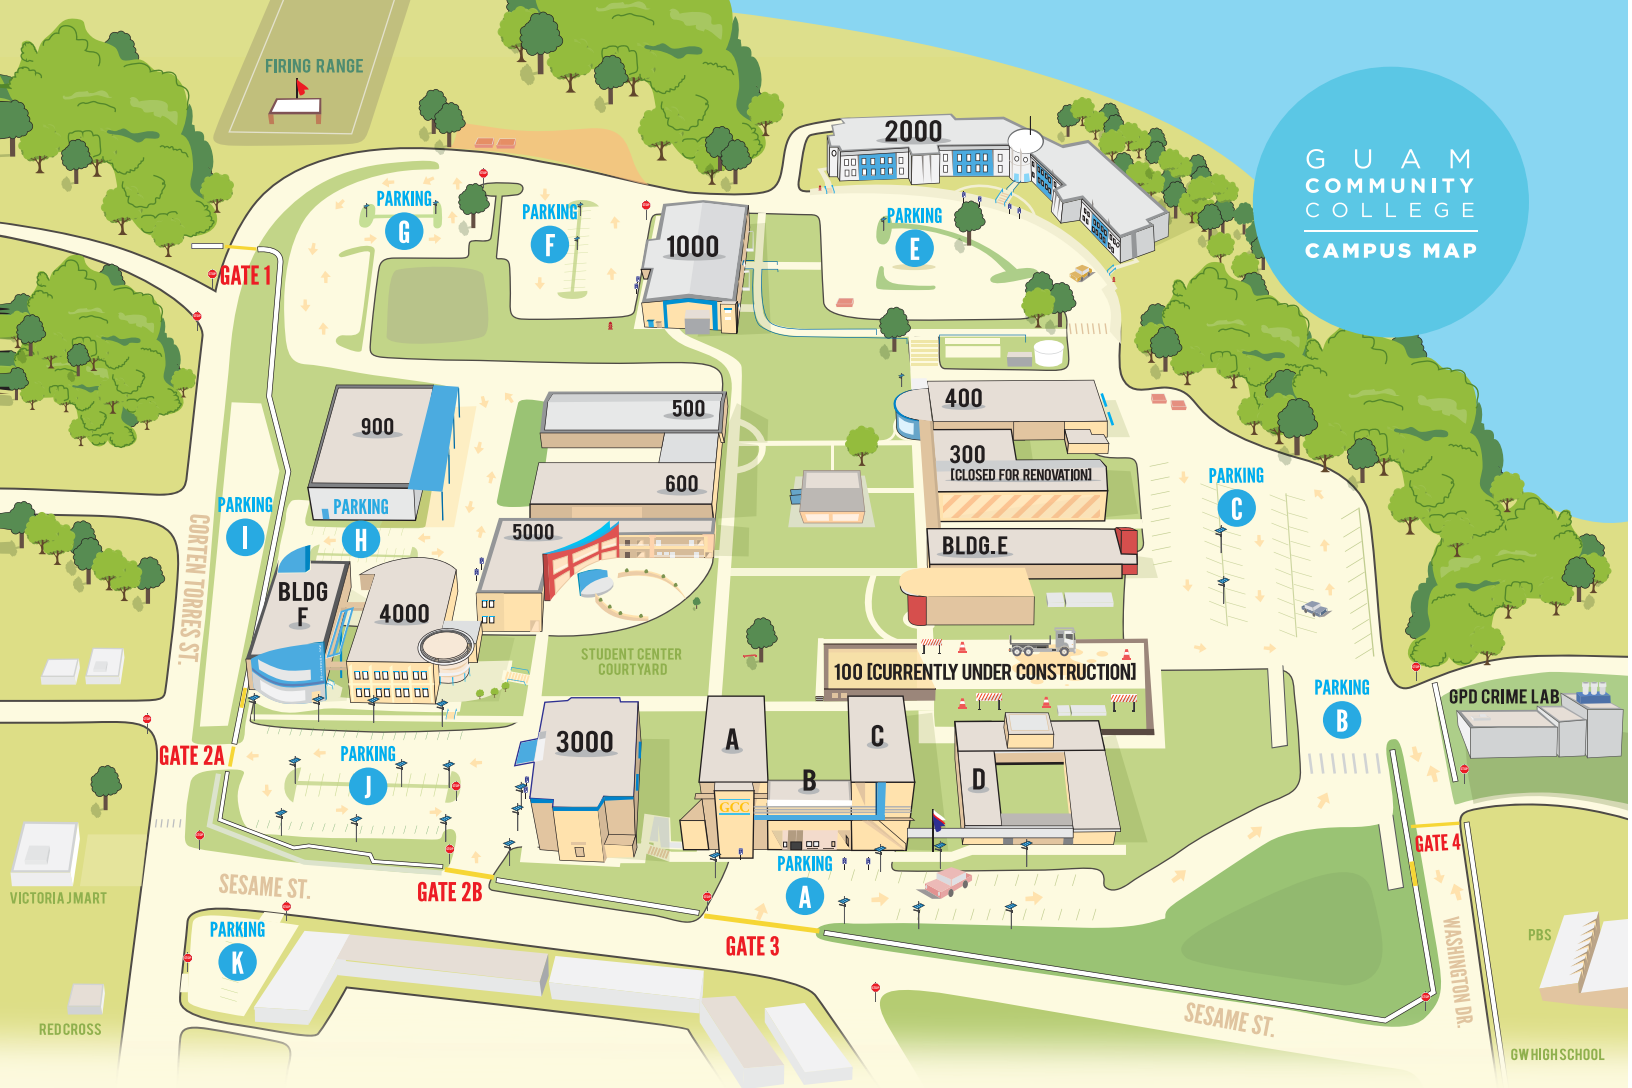 FIRING RANGE
2000
GUAM
COMMUNITY
COLLEGE
CAMPUS MAP
PARKING
G
PARKING
F
1000
PARKING
E
GATE 1
900
500
400
300
[CLOSED FOR RENOVATION]
600
PARKING
C
PARKING
I
PARKING
H
CORTEN TORRES ST.
5000
BLDG.E
BLDG
F
4000
STUDENT CENTER
COURTYARD
100 [CURRENTLY UNDER CONSTRUCTION]
PARKING
B
GPD CRIME LAB
GATE 2A
PARKING
J
3000
A
C
B
D
GCC
GATE 4
PARKING
A
VICTORIA J MART
SESAME ST.
GATE 2B
GATE 3
PARKING
K
WASHINGTON DR.
PBS
RED CROSS
SESAME ST.
GW HIGH SCHOOL